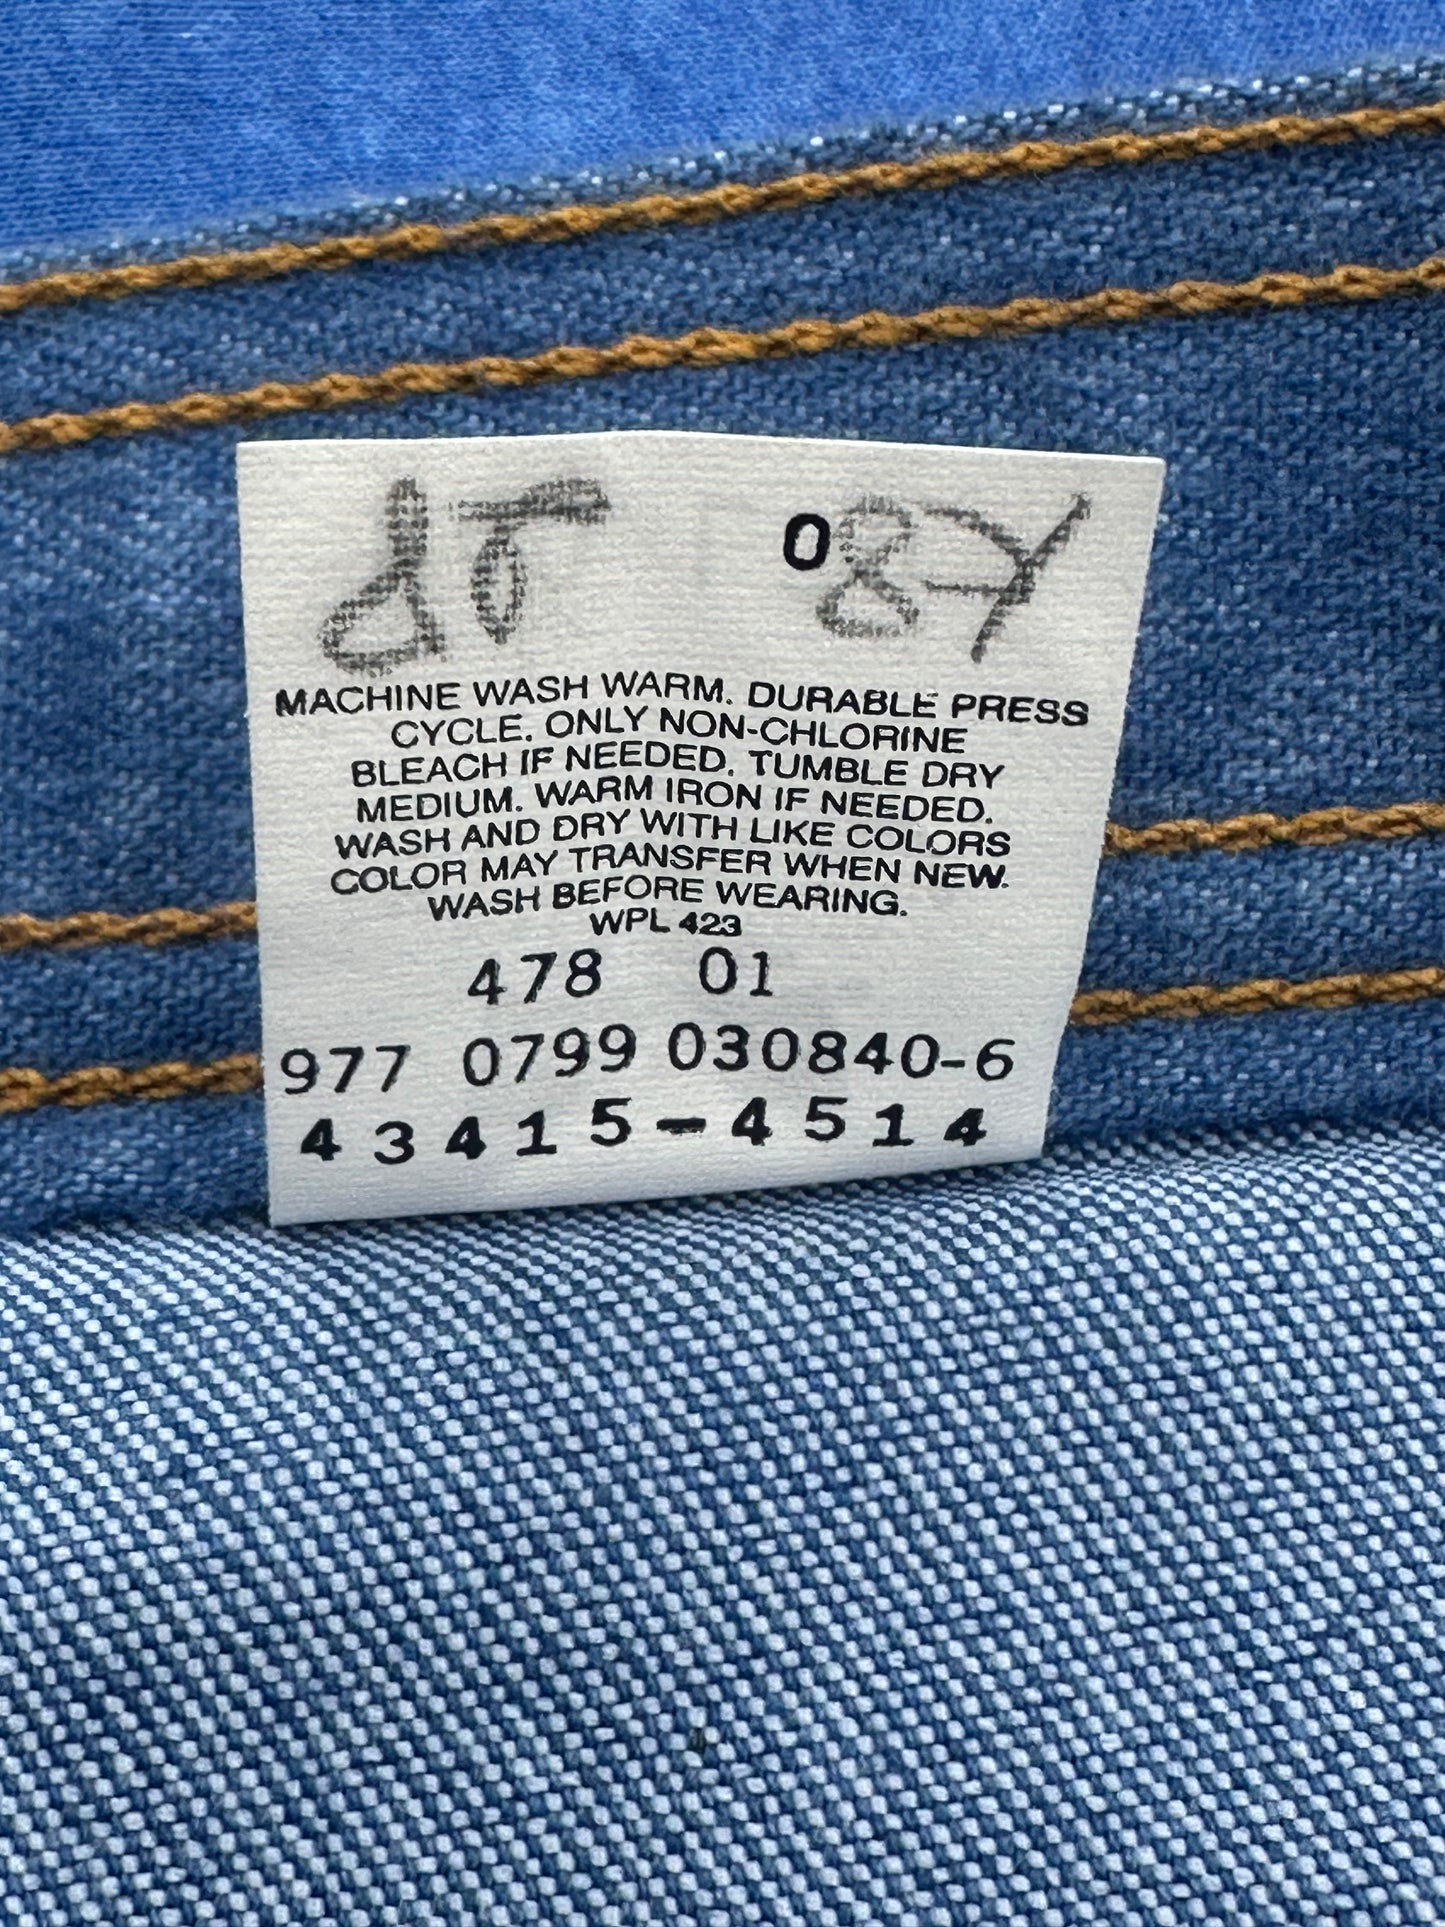 0
MACHINE WASH WARM. DURABLE PRESS
CYCLE. ONLY NON-CHLORINE
BLEACH IF NEEDED. TUMBLE DRY
MEDIUM. WARM IRON IF NEEDED.
WASH AND DRY WITH LIKE COLORS
COLOR MAY TRANSFER WHEN NEW.
WASH BEFORE WEARING.
WPL 423
478 01
977 0799 030840-6
43415-4514